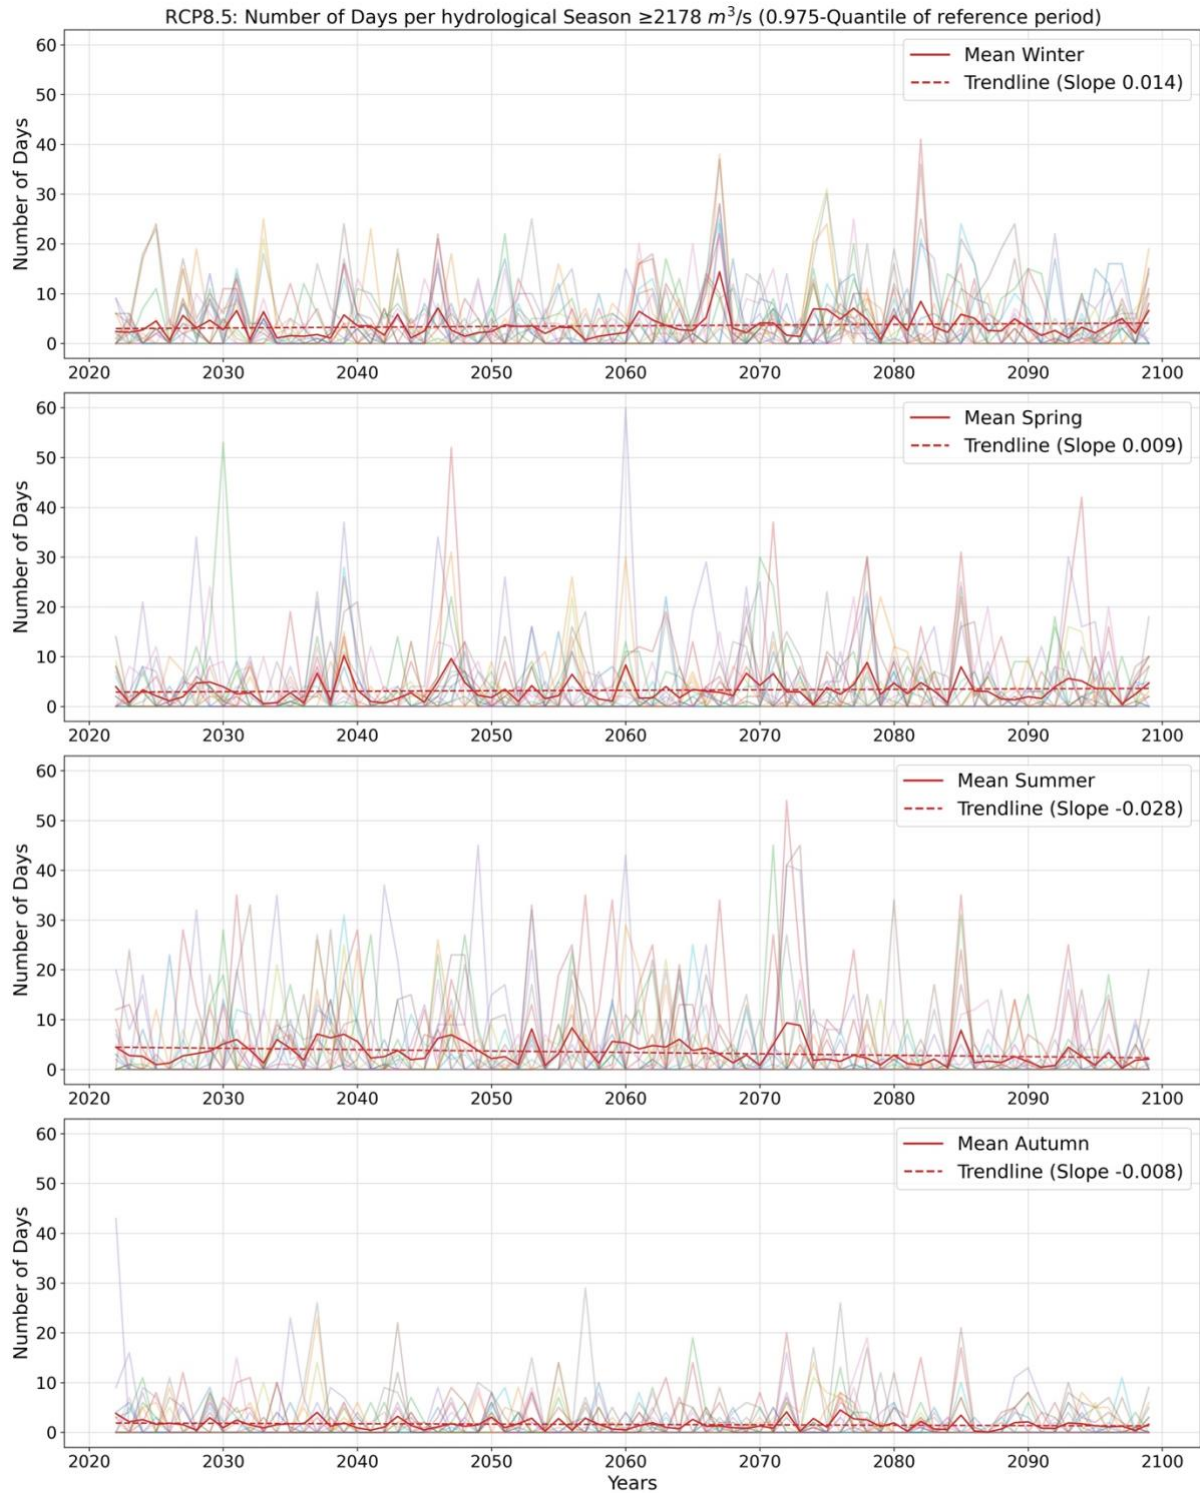 RCP8.5: Number of Days per hydrological Season ≥2178 m³/s (0.975-Quantile of reference period)
Mean Winter
Trendline (Slope 0.014)
Number of Days
60
50
40
30
20
10
0
2020 2030 2040 2050 2060 2070 2080 2090 2100
Mean Spring
Trendline (Slope 0.009)
Number of Days
60
50
40
30
20
10
0
2020 2030 2040 2050 2060 2070 2080 2090 2100
Mean Summer
Trendline (Slope -0.028)
Number of Days
60
50
40
30
20
10
0
2020 2030 2040 2050 2060 2070 2080 2090 2100
Mean Autumn
Trendline (Slope -0.008)
Number of Days
60
50
40
30
20
10
0
2020 2030 2040 2050 2060 2070 2080 2090 2100
Years